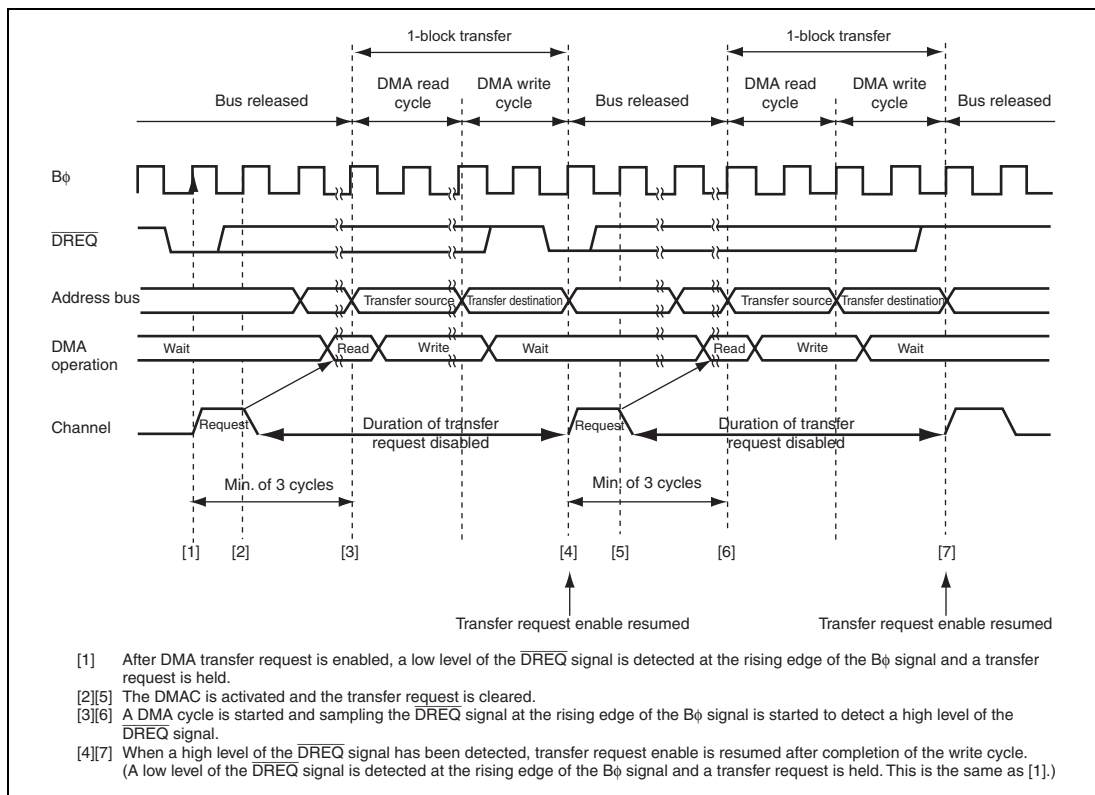 1-block transfer 1-block transfer
Bus released DMA read cycle DMA write cycle Bus released DMA read cycle DMA write cycle Bus released
Bφ
DREQ
Address bus Transfer source Transfer destination Transfer source Transfer destination
DMA operation Wait Read Write Wait Read Write Wait
Channel Request Duration of transfer request disabled Request Duration of transfer request disabled
Min. of 3 cycles Min. of 3 cycles
[1] [2] [3] [4] [5] [6] [7]
Transfer request enable resumed Transfer request enable resumed
[1] After DMA transfer request is enabled, a low level of the DREQ signal is detected at the rising edge of the Bφ signal and a transfer
request is held.
[2][5] The DMAC is activated and the transfer request is cleared.
[3][6] A DMA cycle is started and sampling the DREQ signal at the rising edge of the Bφ signal is started to detect a high level of the
DREQ signal.
[4][7] When a high level of the DREQ signal has been detected, transfer request enable is resumed after completion of the write cycle.
(A low level of the DREQ signal is detected at the rising edge of the Bφ signal and a transfer request is held. This is the same as [1].)